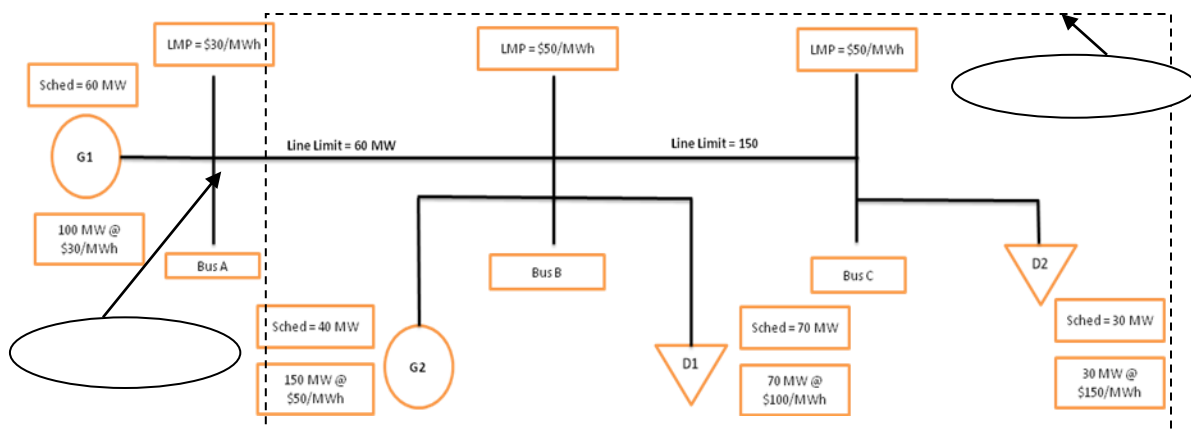 LMP = $30/MWh
LMP = $50/MWh
LMP = $50/MWh
Sched = 60 MW
G1
Line Limit = 60 MW
Line Limit = 150
100 MW @
$30/MWh
Bus A
Bus B
Bus C
D2
Sched = 40 MW
G2
D1
Sched = 70 MW
Sched = 30 MW
150 MW @
$50/MWh
70 MW @
$100/MWh
30 MW @
$150/MWh